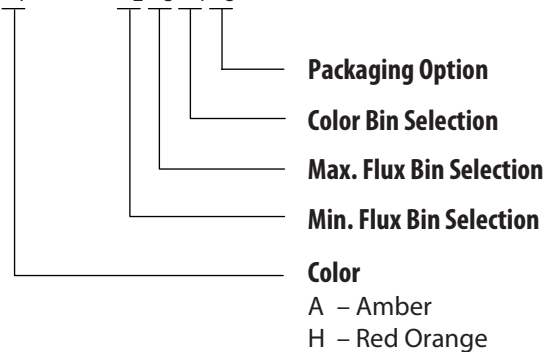 Packaging Option
Color Bin Selection
Max. Flux Bin Selection
Min. Flux Bin Selection
Color
A – Amber
H – Red Orange